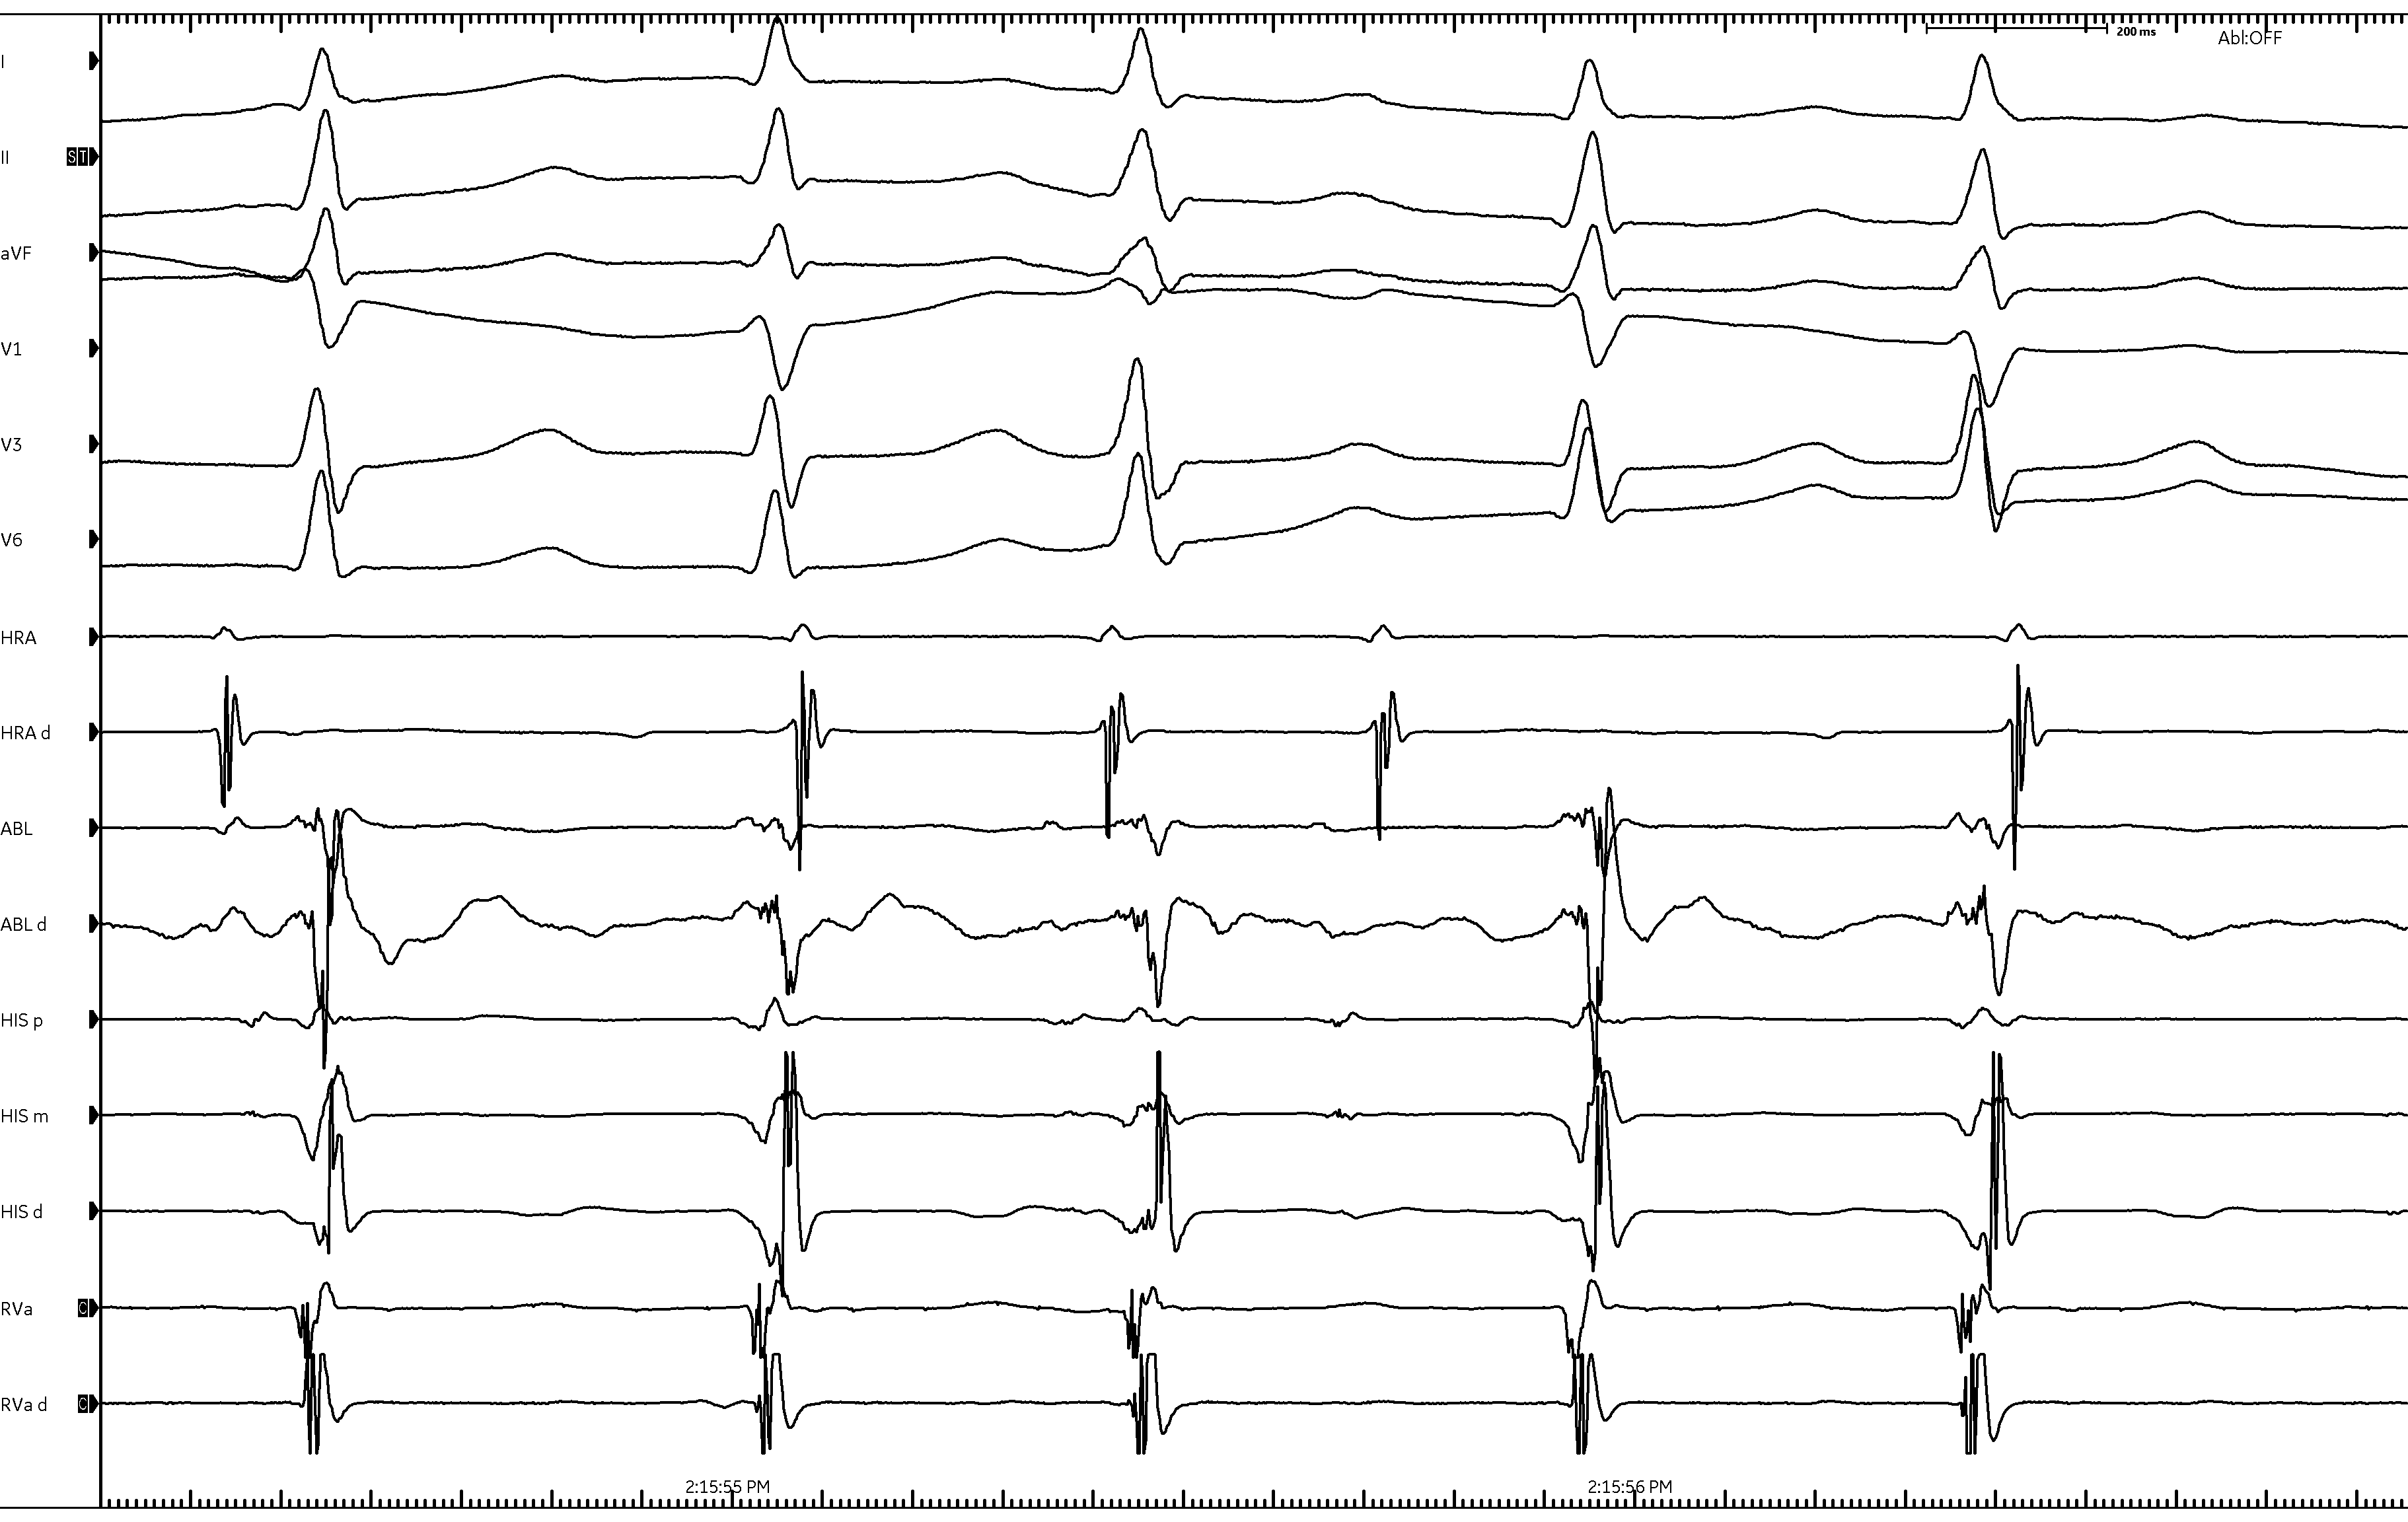 200 ms
Abl:OFF
I
II ST
aVF
V1
V3
V6
HRA
HRA d
ABL
ABL d
HIS p
HIS m
HIS d
RVa C
RVa d C
2:15:55 PM 2:15:56 PM